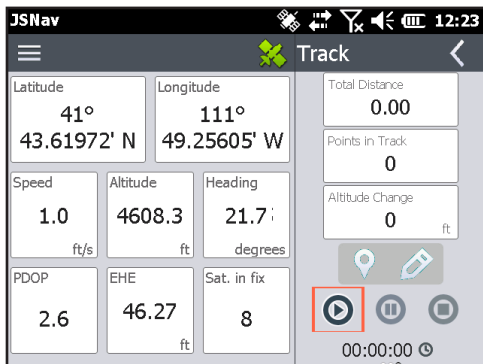 JSNav 12:23
Track
Latitude
41°
43.61972' N
Longitude
111°
49.25605' W
Speed
1.0
ft/s
Altitude
4608.3
ft
Heading
21.7
degrees
PDOP
2.6
EHE
46.27
ft
Sat. in fix
8
Total Distance
0.00
Points in Track
0
Altitude Change
0
ft
00:00:00